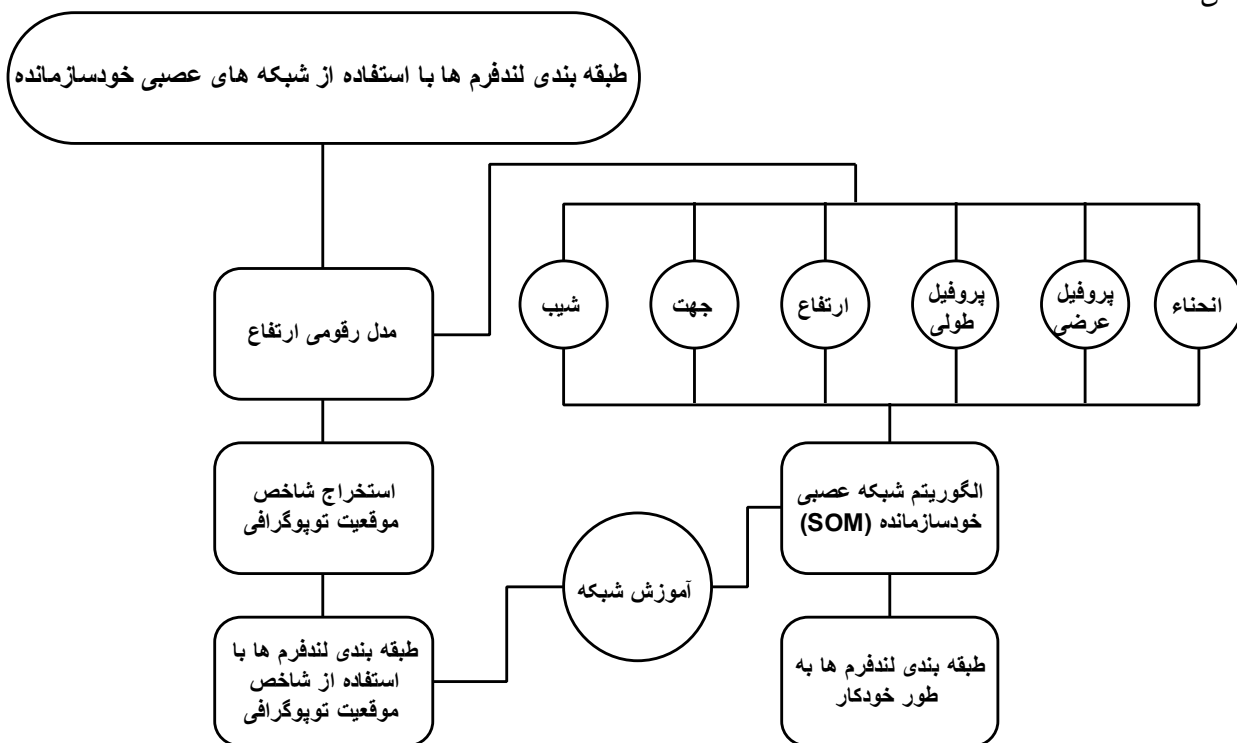 طبقه بندی لندفرم ها با استفاده از شبکه های عصبی خودسازمانده
انحناء
پروفیل
عرضی
پروفیل
طولی
ارتفاع
جهت
شیب
مدل رقومی ارتفاع
الگوریتم شبکه عصبی
خودسازمانده (SOM)
استخراج شاخص
موقعیت توپوگرافی
آموزش شبکه
طبقه بندی لندفرم ها به
طور خودکار
طبقه بندی لندفرم ها با
استفاده از شاخص
موقعیت توپوگرافی